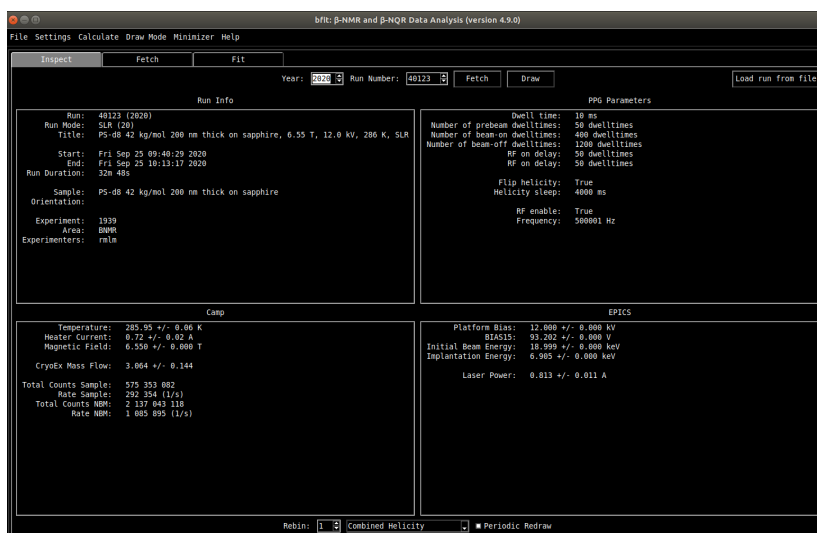 bfit: β-NMR and β-NQR Data Analysis (version 4.9.0)
File Settings Calculate Draw Mode Minimizer Help
Inspect Fetch Fit
Year: 2020 Run Number: 40123 Fetch Draw Load run from file
Run Info
Run: 40123 (2020)
Run Mode: SLR (20)
Title: PS-d8 42 kg/mol 200 nm thick on sapphire, 6.55 T, 12.0 kV, 286 K, SLR
Start: Fri Sep 25 09:40:29 2020
End: Fri Sep 25 10:13:17 2020
Run Duration: 32m 48s
Sample: PS-d8 42 kg/mol 200 nm thick on sapphire
Orientation:
Experiment: 1939
Area: BNMR
Experimenters: rmlm
PPG Parameters
Dwell time: 10 ms
Number of prebeam dwelltimes: 50 dwelltimes
Number of beam-on dwelltimes: 400 dwelltimes
Number of beam-off dwelltimes: 1200 dwelltimes
RF on delay: 50 dwelltimes
RF on delay: 50 dwelltimes
Flip helicity: True
Helicity sleep: 4000 ms
RF enable: True
Frequency: 500001 Hz
Camp
Temperature: 285.95 +/- 0.06 K
Heater Current: 0.72 +/- 0.02 A
Magnetic Field: 6.550 +/- 0.000 T
CryoEx Mass Flow: 3.064 +/- 0.144
Total Counts Sample: 575 353 082
Rate Sample: 292 354 (1/s)
Total Counts NBM: 2 137 043 118
Rate NBM: 1 085 895 (1/s)
EPICS
Platform Bias: 12.000 +/- 0.000 kV
BIAS15: 93.202 +/- 0.000 V
Initial Beam Energy: 18.999 +/- 0.000 keV
Implantation Energy: 6.905 +/- 0.000 keV
Laser Power: 0.813 +/- 0.011 A
Rebin: 1 Combined Helicity Periodic Redraw